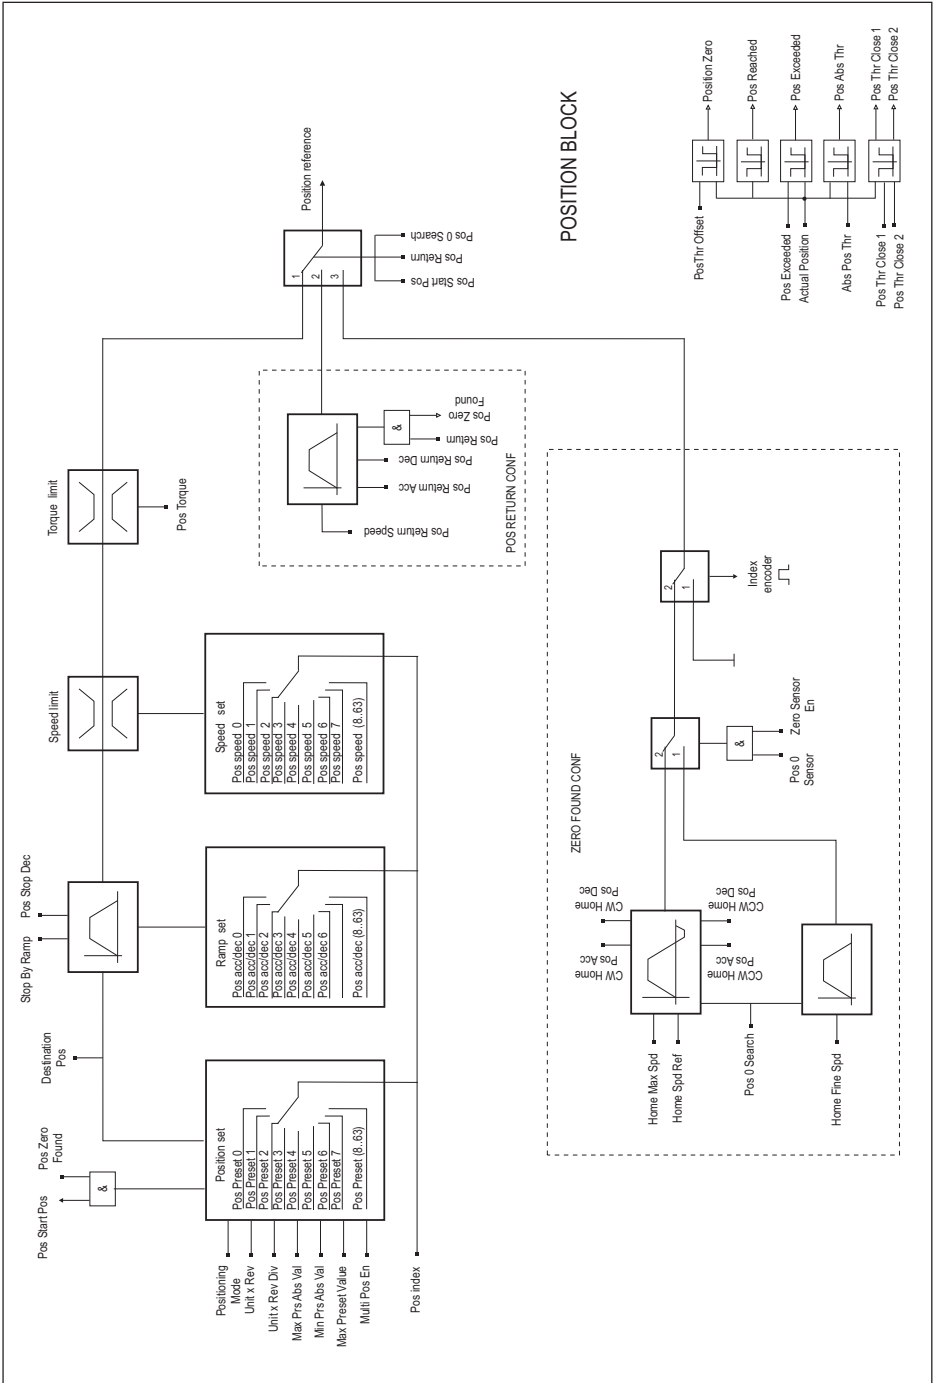 POSITION BLOCK
Pos Start Pos
Pos Zero
Found
&
Destination
Pos
Stop By Ramp
Pos Stop Dec
Speed limit
Torque limit
Pos Torque
Positioning
Mode
Unit x Rev
Unit x Rev Div
Max Prs Abs Val
Min Prs Abs Val
Max Preset Value
Multi Pos En
Pos index
Position set
Pos Preset 0
Pos Preset 1
Pos Preset 2
Pos Preset 3
Pos Preset 4
Pos Preset 5
Pos Preset 6
Pos Preset 7
Pos Preset (8..63)
Ramp set
Pos acc/dec 0
Pos acc/dec 1
Pos acc/dec 2
Pos acc/dec 3
Pos acc/dec 4
Pos acc/dec 5
Pos acc/dec 6
Pos acc/dec (8..63)
Speed set
Pos speed 0
Pos speed 1
Pos speed 2
Pos speed 3
Pos speed 4
Pos speed 5
Pos speed 6
Pos speed 7
Pos speed (8..63)
Position reference
1
2
3
Pos 0 Search
Pos Return
Pos Start Pos
POS RETURN CONF
Pos Return Speed
Pos Return Acc
Pos Return Dec
Pos Return
Pos Zero
Found
&
ZERO FOUND CONF
CW Home
Pos Acc
CW Home
Pos Dec
CCW Home
Pos Acc
CCW Home
Pos Dec
Home Max Spd
Home Spd Ref
Pos 0 Search
Home Fine Spd
2
1
&
Pos 0
Sensor
Zero Sensor
En
2
1
Index
encoder
PosThr Offset
Position Zero
Pos Reached
Pos Exceeded
Actual Position
Pos Exceeded
Abs Pos Thr
Pos Abs Thr
Pos Thr Close 1
Pos Thr Close 2
Pos Thr Close 1
Pos Thr Close 2